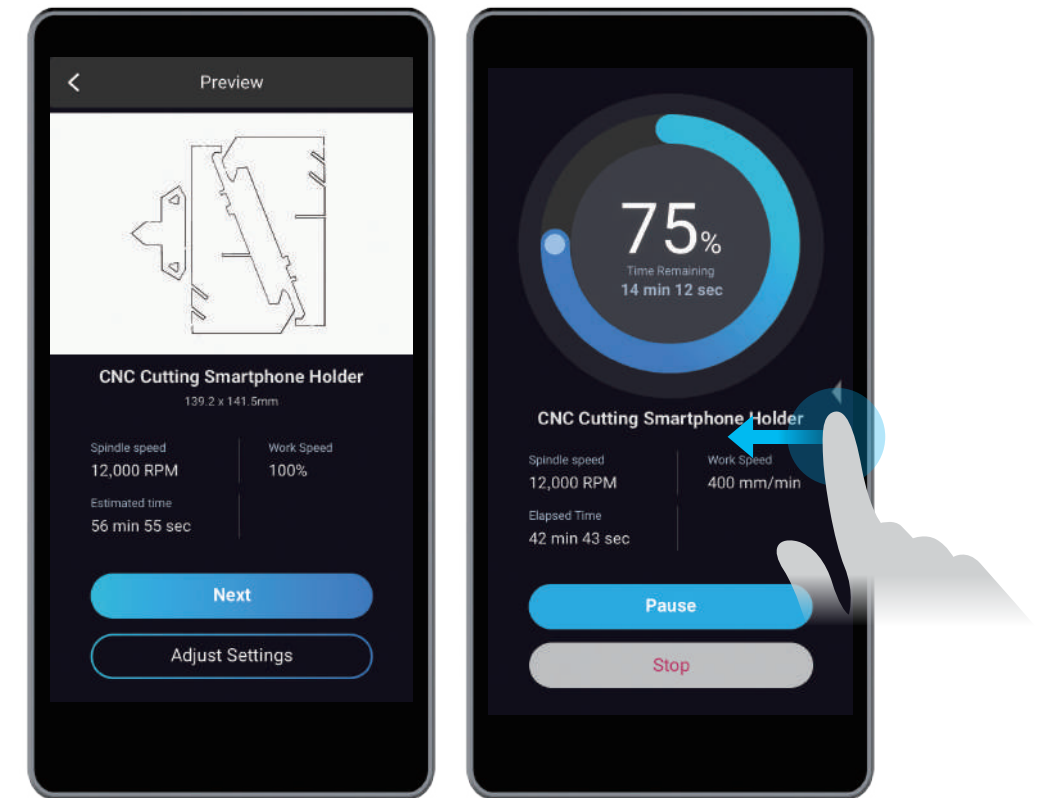 Preview
CNC Cutting Smartphone Holder
139.2 x 141.5mm
Spindle speed
12,000 RPM
Work Speed
100%
Estimated time
56 min 55 sec
Next
Adjust Settings
75%
Time Remaining
14 min 12 sec
CNC Cutting Smartphone Holder
Spindle speed
12,000 RPM
Work Speed
400 mm/min
Elapsed Time
42 min 43 sec
Pause
Stop